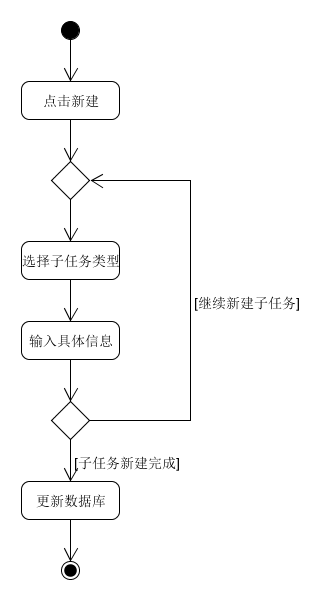 点击新建
选择子任务类型
[继续新建子任务]
输入具体信息
[子任务新建完成]
更新数据库